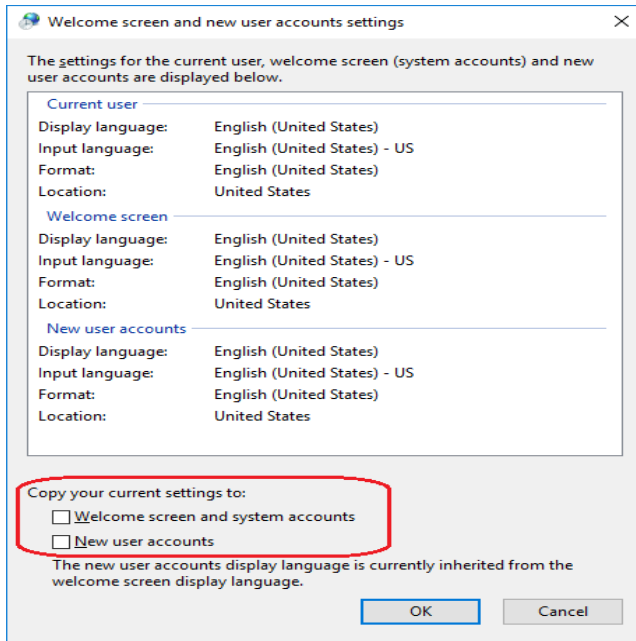 Welcome screen and new user accounts settings
The settings for the current user, welcome screen (system accounts) and new
user accounts are displayed below.
Current user
Display language: English (United States)
Input language: English (United States) - US
Format: English (United States)
Location: United States
Welcome screen
Display language: English (United States)
Input language: English (United States) - US
Format: English (United States)
Location: United States
New user accounts
Display language: English (United States)
Input language: English (United States) - US
Format: English (United States)
Location: United States
Copy your current settings to:
Welcome screen and system accounts
New user accounts
The new user accounts display language is currently inherited from the
welcome screen display language.
OK Cancel